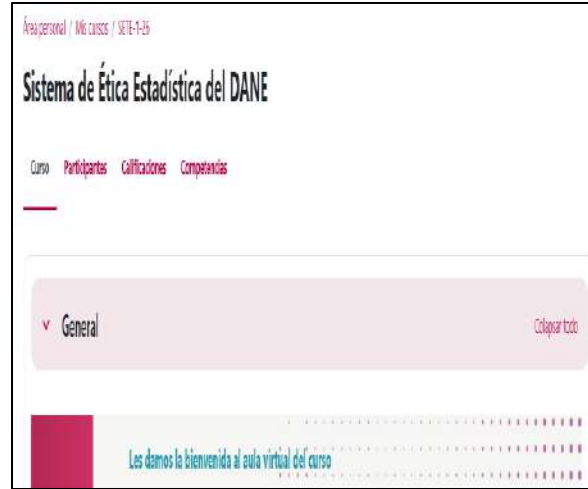 Área personal / Mis cursos / SETE-1-26
Sistema de Ética Estadística del DANE
Curso Participantes Calificaciones Competencias
General Colapsar todo
Les damos la bienvenida al aula virtual del curso